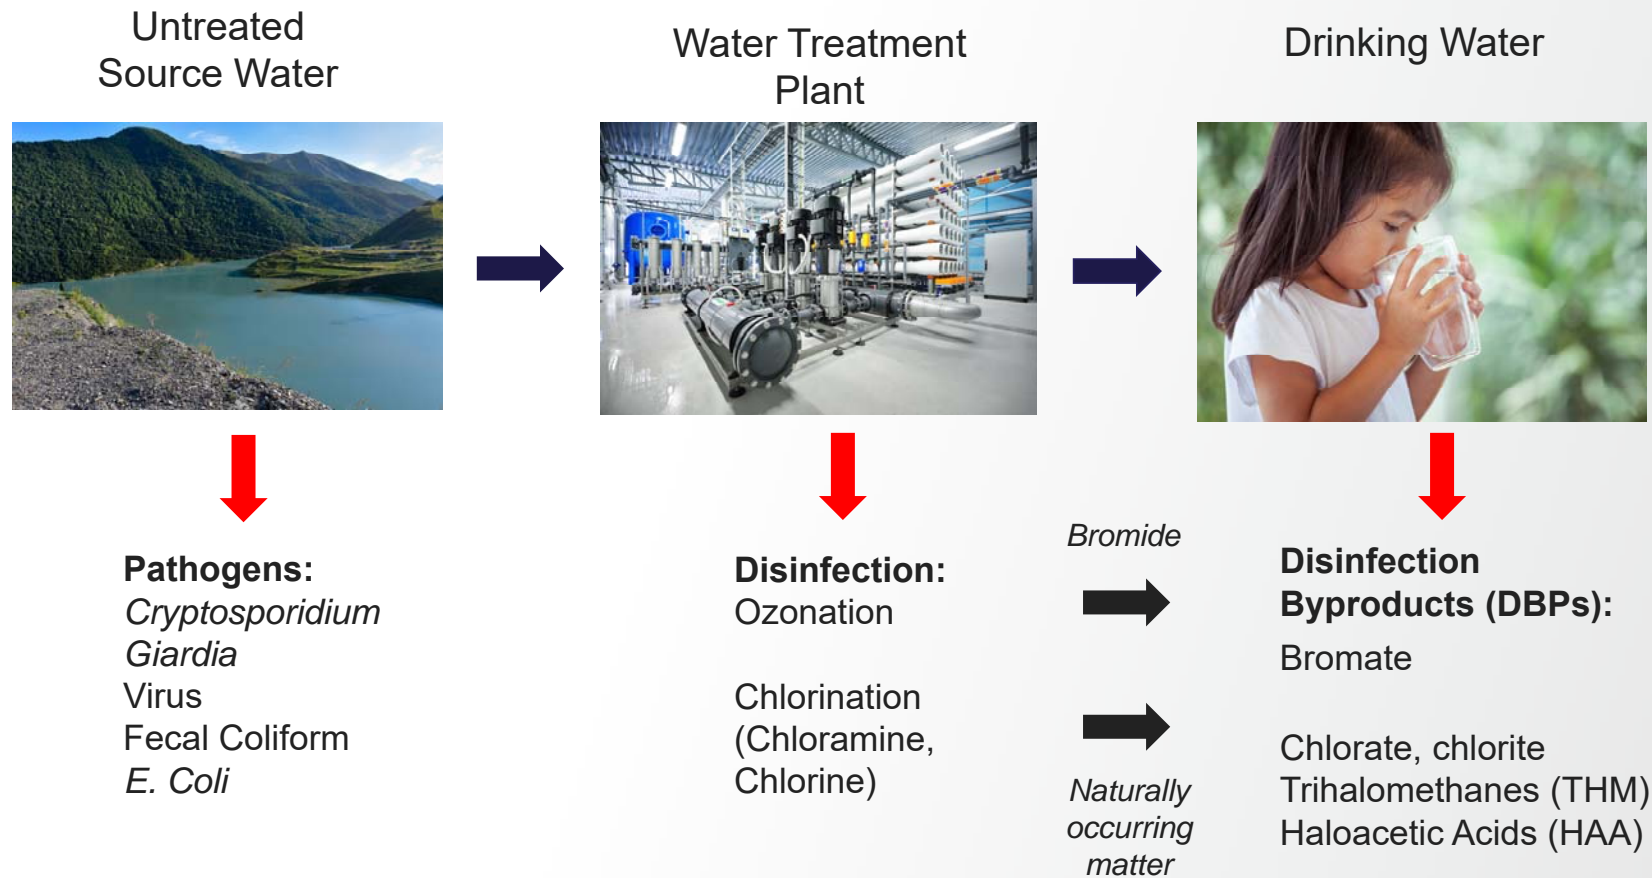 Untreated
Source Water
Water Treatment
Plant
Drinking Water
Pathogens:
Cryptosporidium
Giardia
Virus
Fecal Coliform
E. Coli
Disinfection:
Ozonation
Chlorination
(Chloramine,
Chlorine)
Bromide
Naturally
occurring
matter
Disinfection
Byproducts (DBPs):
Bromate
Chlorate, chlorite
Trihalomethanes (THM)
Haloacetic Acids (HAA)